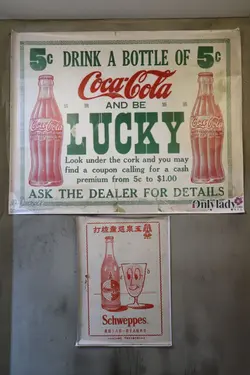 5¢ DRINK A BOTTLE OF 5¢
Coca-Cola
AND BE
LUCKY
Look under the cork and you may
find a coupon calling for a cash
premium from 5c to $1.00
ASK THE DEALER FOR DETAILS
Onlylady
Schweppes